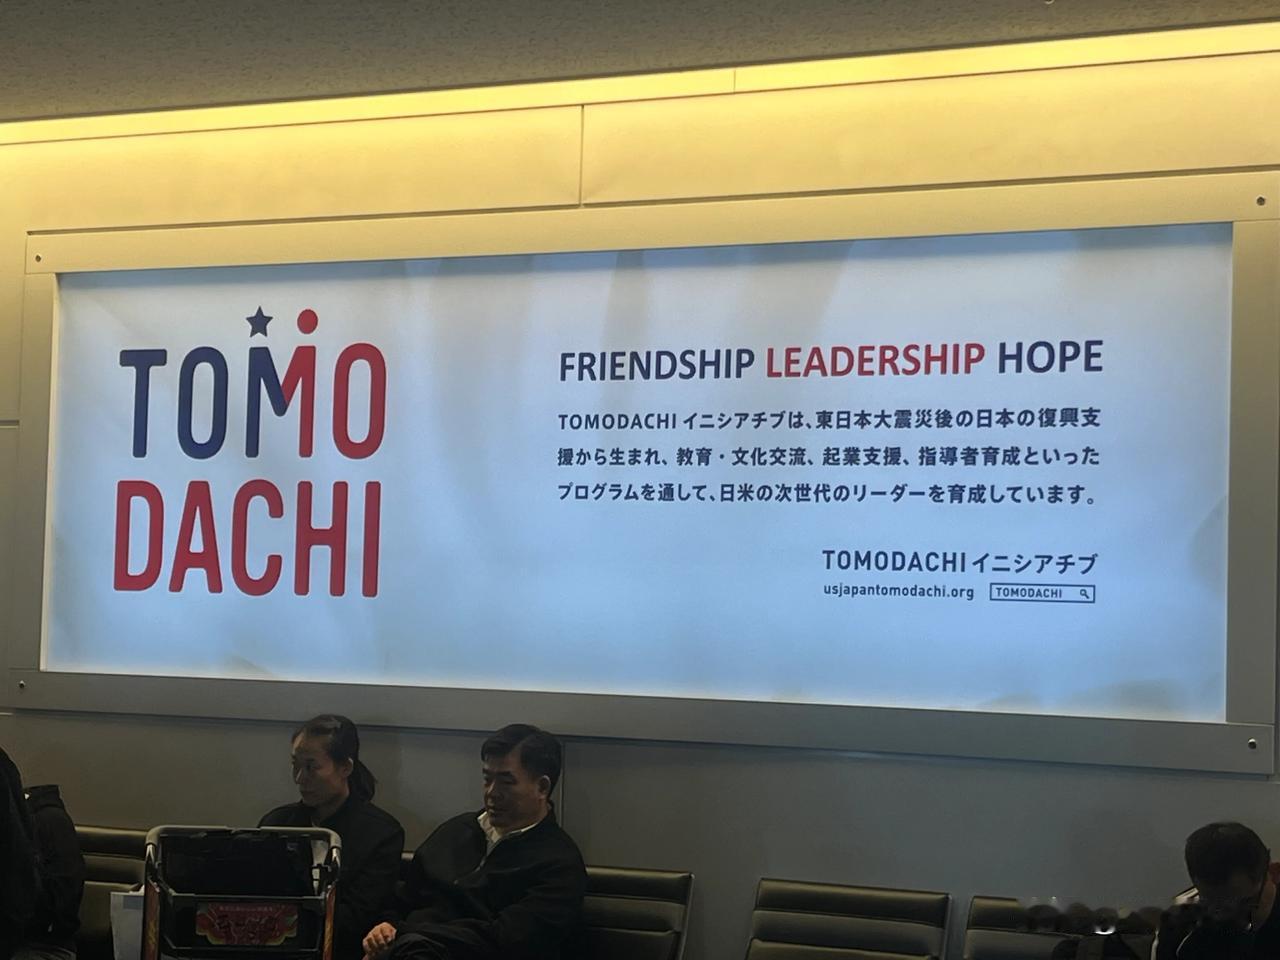 TOMO
DACHI
FRIENDSHIP LEADERSHIP HOPE
TOMODACHI イニシアチブは、東日本大震災後の日本の復興支
援から生まれ、教育・文化交流、起業支援、指導者育成といった
プログラムを通して、日米の次世代のリーダーを育成しています。
TOMODACHI イニシアチブ
usjapantomodachi.org TOMODACHI